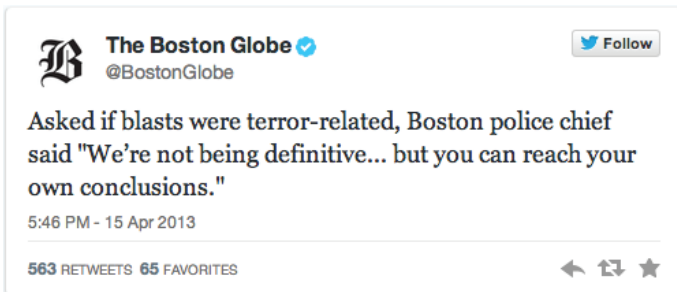 The Boston Globe
@BostonGlobe
Follow
Asked if blasts were terror-related, Boston police chief
said "We’re not being definitive... but you can reach your
own conclusions."
5:46 PM - 15 Apr 2013
563 RETWEETS 65 FAVORITES